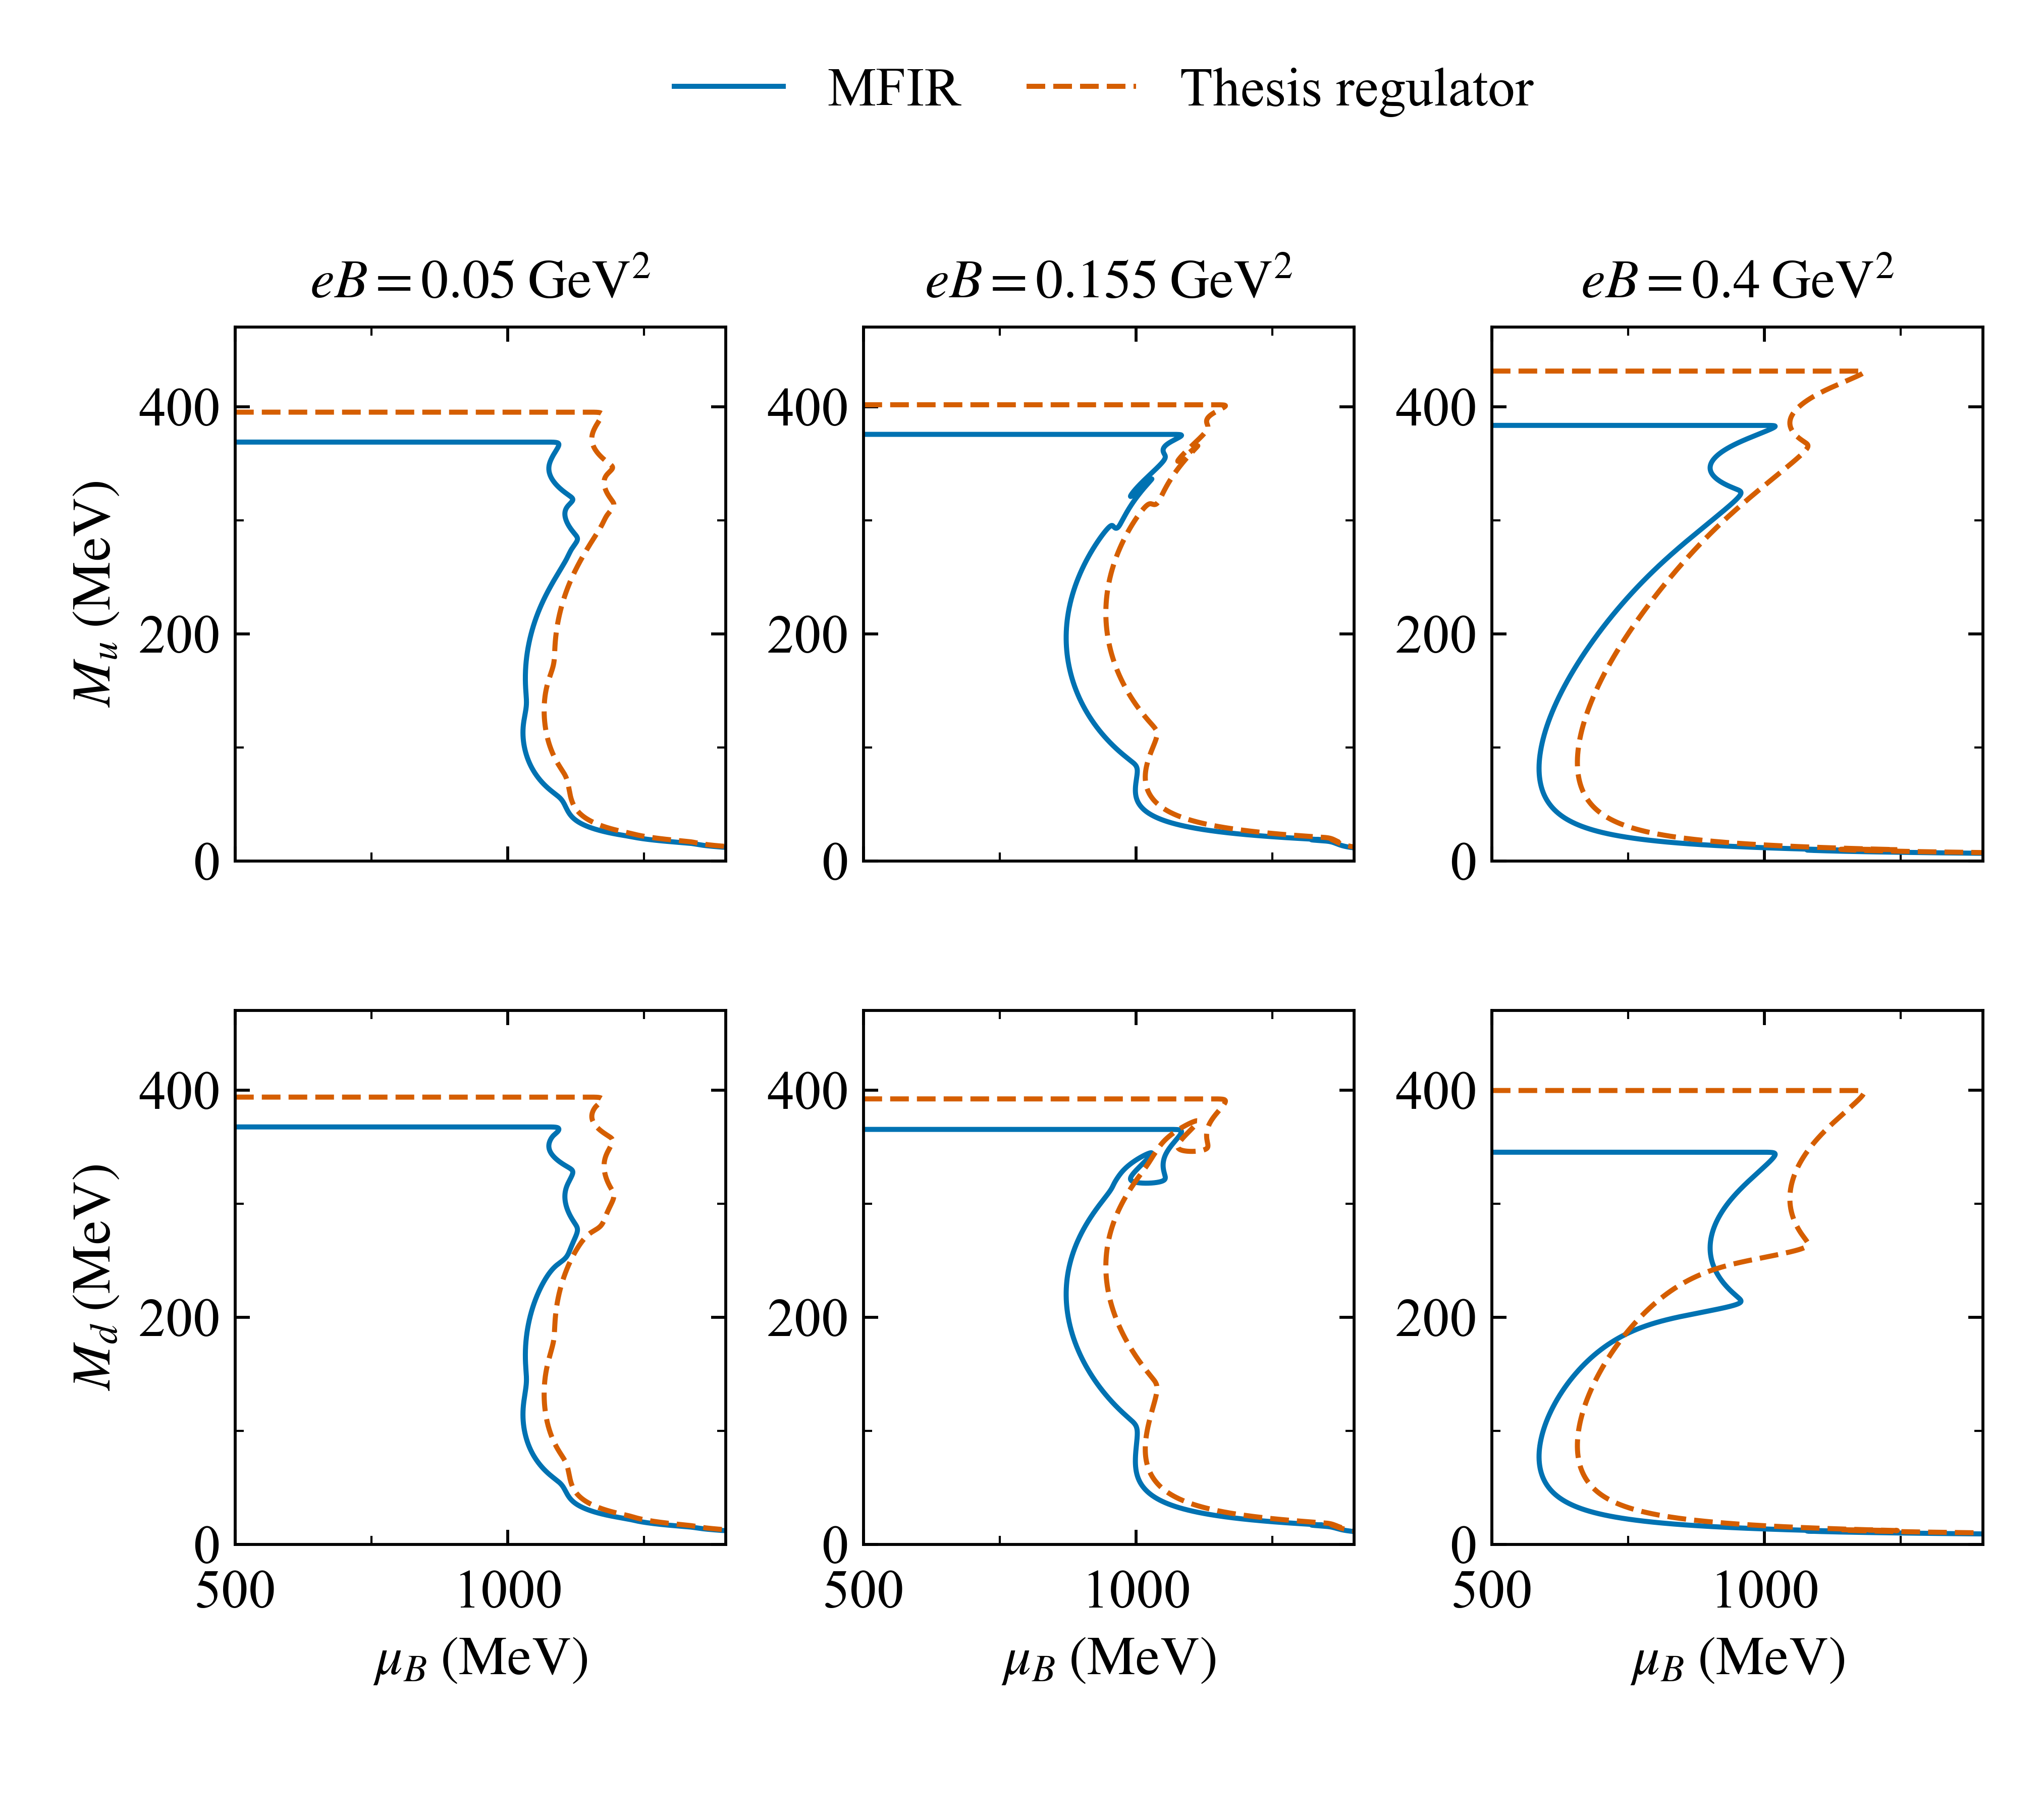 MFIR Thesis regulator
eB = 0.05 GeV² eB = 0.155 GeV² eB = 0.4 GeV²
400 400 400
200 200 200
0 0 0
M_u (MeV)
400 400 400
200 200 200
0 0 0
M_d (MeV)
500 1000 500 1000 500 1000
μ_B (MeV) μ_B (MeV) μ_B (MeV)